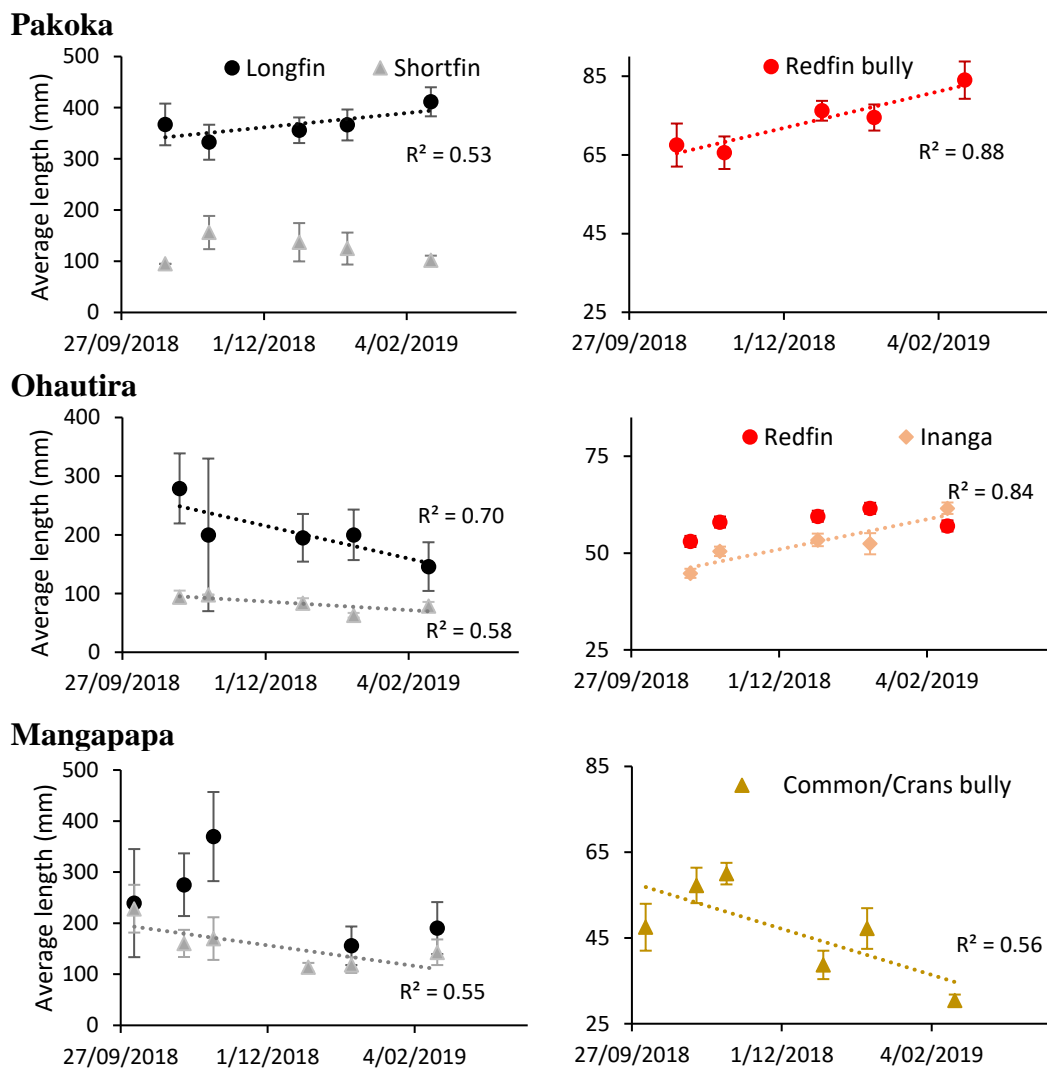 Pakoka
Average length (mm)
500
400
300
200
100
0
Longfin
Shortfin
R² = 0.53
27/09/2018
1/12/2018
4/02/2019
85
65
45
25
Redfin bully
R² = 0.88
27/09/2018
1/12/2018
4/02/2019
Ohautira
Average length (mm)
400
300
200
100
0
R² = 0.70
R² = 0.58
27/09/2018
1/12/2018
4/02/2019
75
50
25
Redfin
Inanga
R² = 0.84
27/09/2018
1/12/2018
4/02/2019
Mangapapa
Average length (mm)
500
400
300
200
100
0
R² = 0.55
27/09/2018
1/12/2018
4/02/2019
85
65
45
25
Common/Crans bully
R² = 0.56
27/09/2018
1/12/2018
4/02/2019